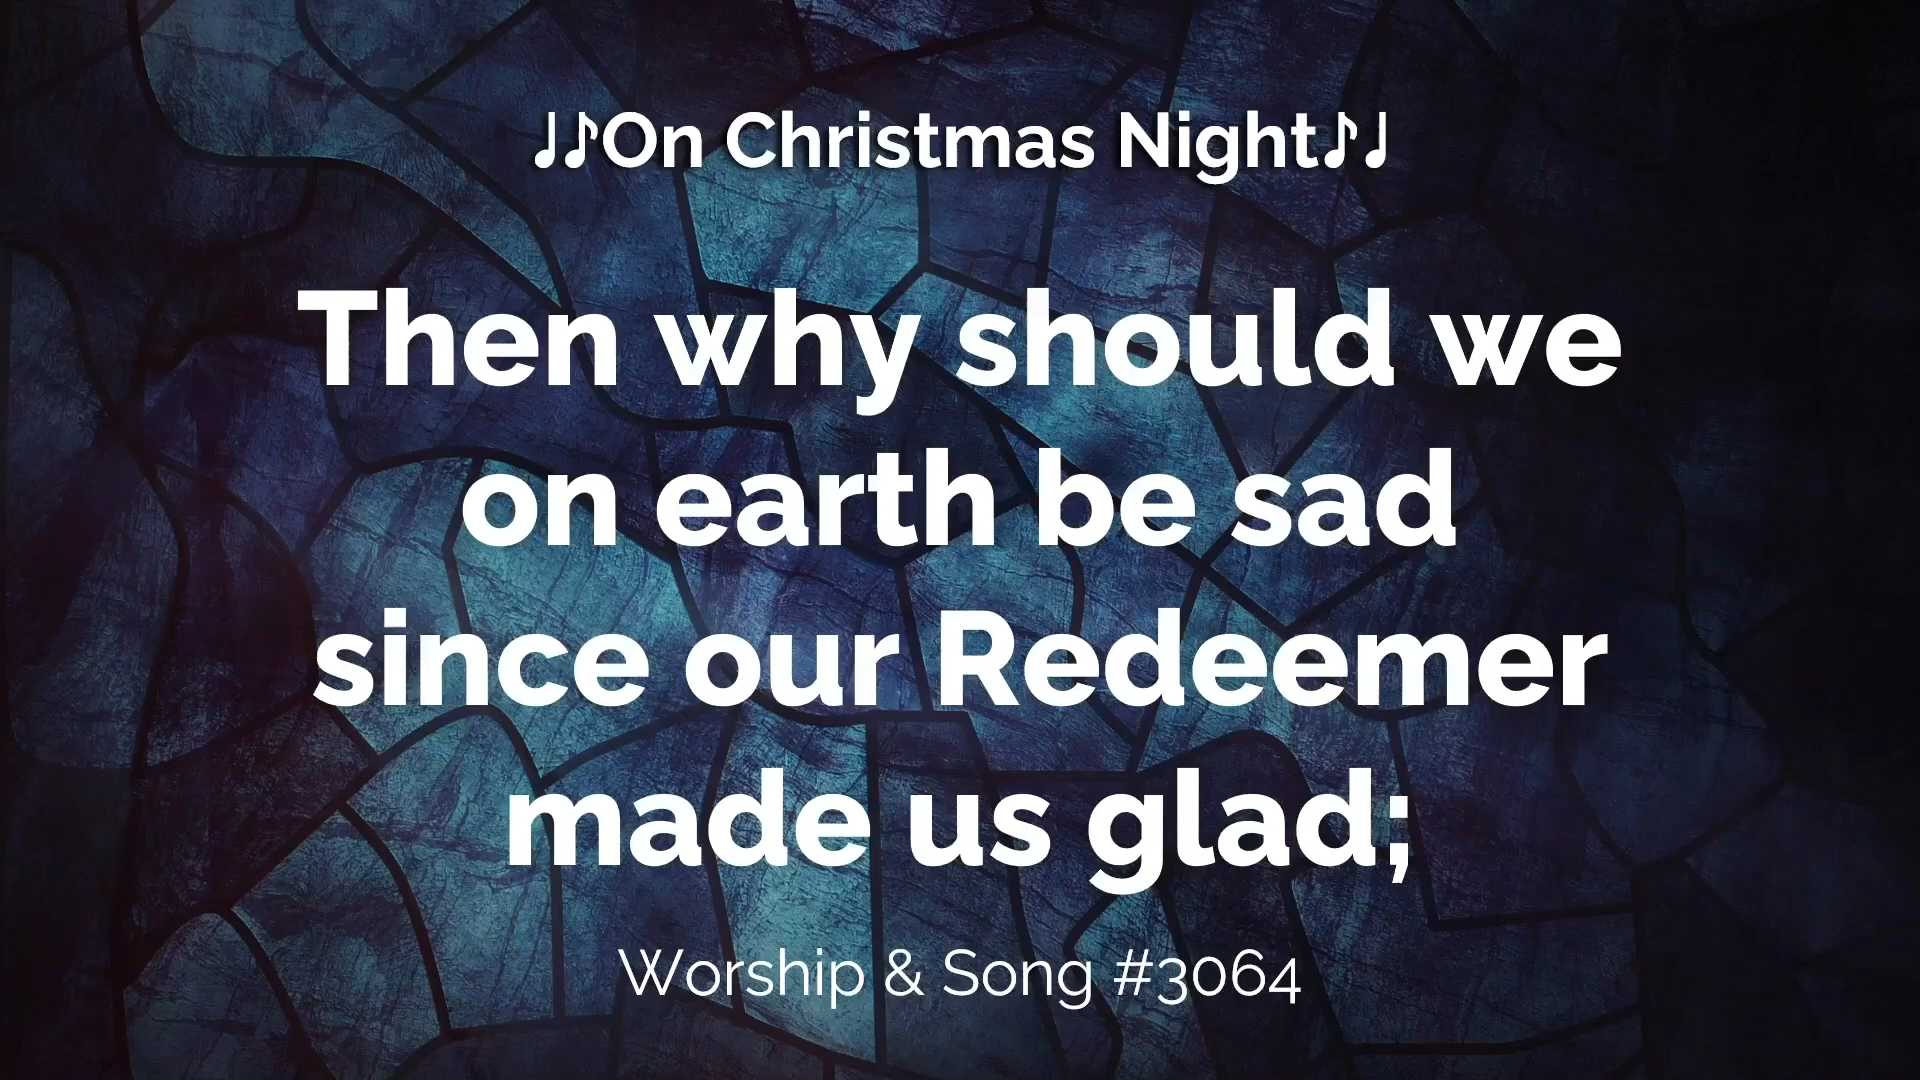 ♩♪On Christmas Night♪♩
Then why should we
on earth be sad
since our Redeemer
made us glad;
Worship & Song #3064